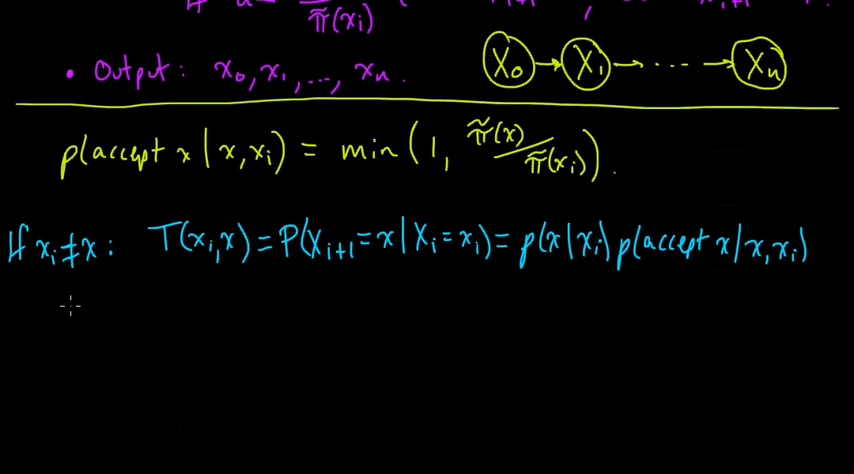 π̃(xᵢ)
• Output: x₀, x₁, ..., xₙ.
X₀ → X₁ → ... → Xₙ
p(accept x | x, xᵢ) = min(1, π̃(x)/π̃(xᵢ)).
If xᵢ ≠ x: T(xᵢ, x) = P(Xᵢ₊₁ = x | Xᵢ = xᵢ) = p(x | xᵢ) p(accept x | x, xᵢ)